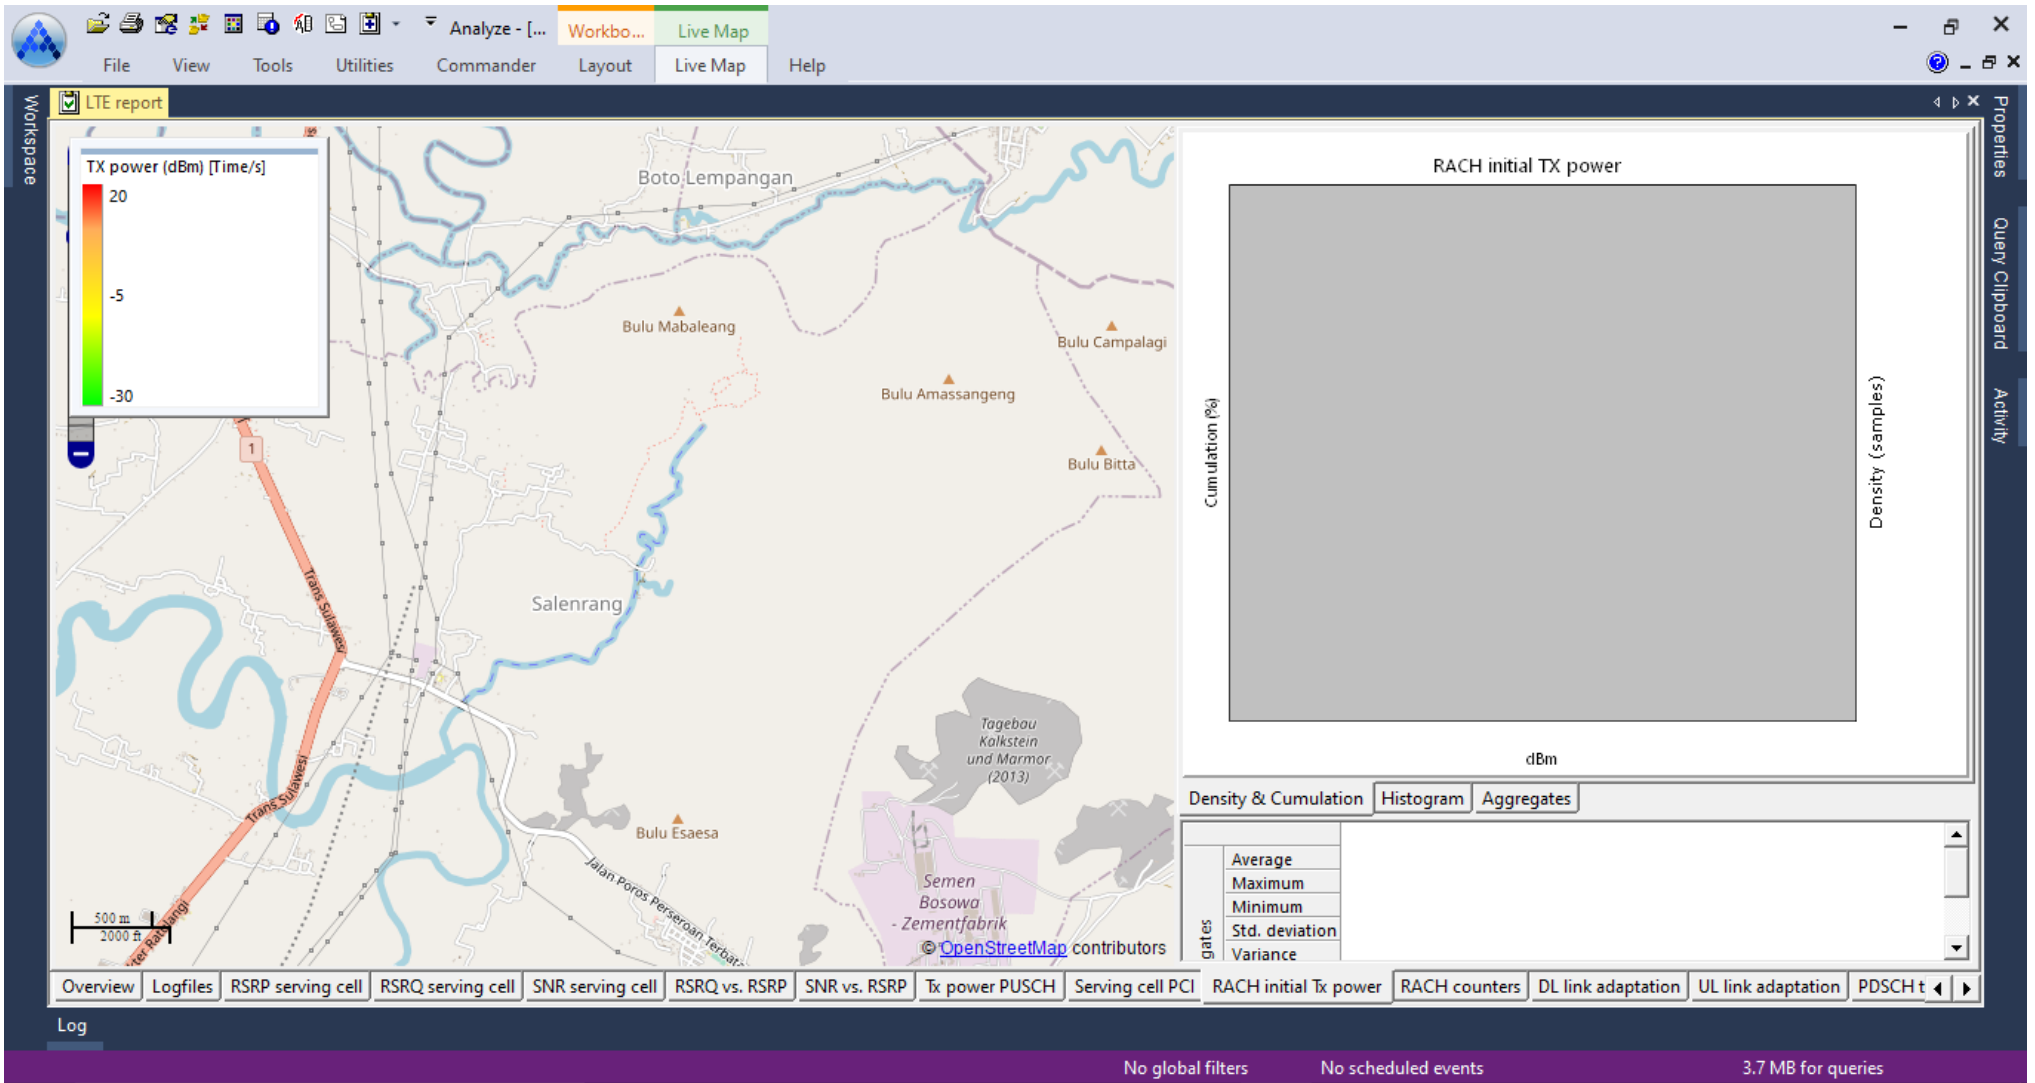 Analyze - [...
Workbo...
Live Map
File
View
Tools
Utilities
Commander
Layout
Live Map
Help
Workspace
LTE report
Properties
Query Clipboard
Activity
TX power (dBm) [Time/s]
20
-5
-30
Boto Lempangan
Bulu Mabaleang
Bulu Campalagi
Bulu Amassangeng
Bulu Bitta
1
Trans Sulawesi
Salenrang
Trans Sulawesi
Tagebau
Kalkstein
und Marmor
(2013)
Bulu Esaesa
Jalan Poros Perseroan Terbata
Semen
Bosowa
- Zementfabrik
500 m
2000 ft
© OpenStreetMap contributors
RACH initial TX power
Cumulation (%)
Density (samples)
dBm
Density & Cumulation
Histogram
Aggregates
Average
Maximum
Minimum
Std. deviation
Variance
gates
Overview
Logfiles
RSRP serving cell
RSRQ serving cell
SNR serving cell
RSRQ vs. RSRP
SNR vs. RSRP
Tx power PUSCH
Serving cell PCI
RACH initial Tx power
RACH counters
DL link adaptation
UL link adaptation
PDSCH t
Log
No global filters
No scheduled events
3.7 MB for queries